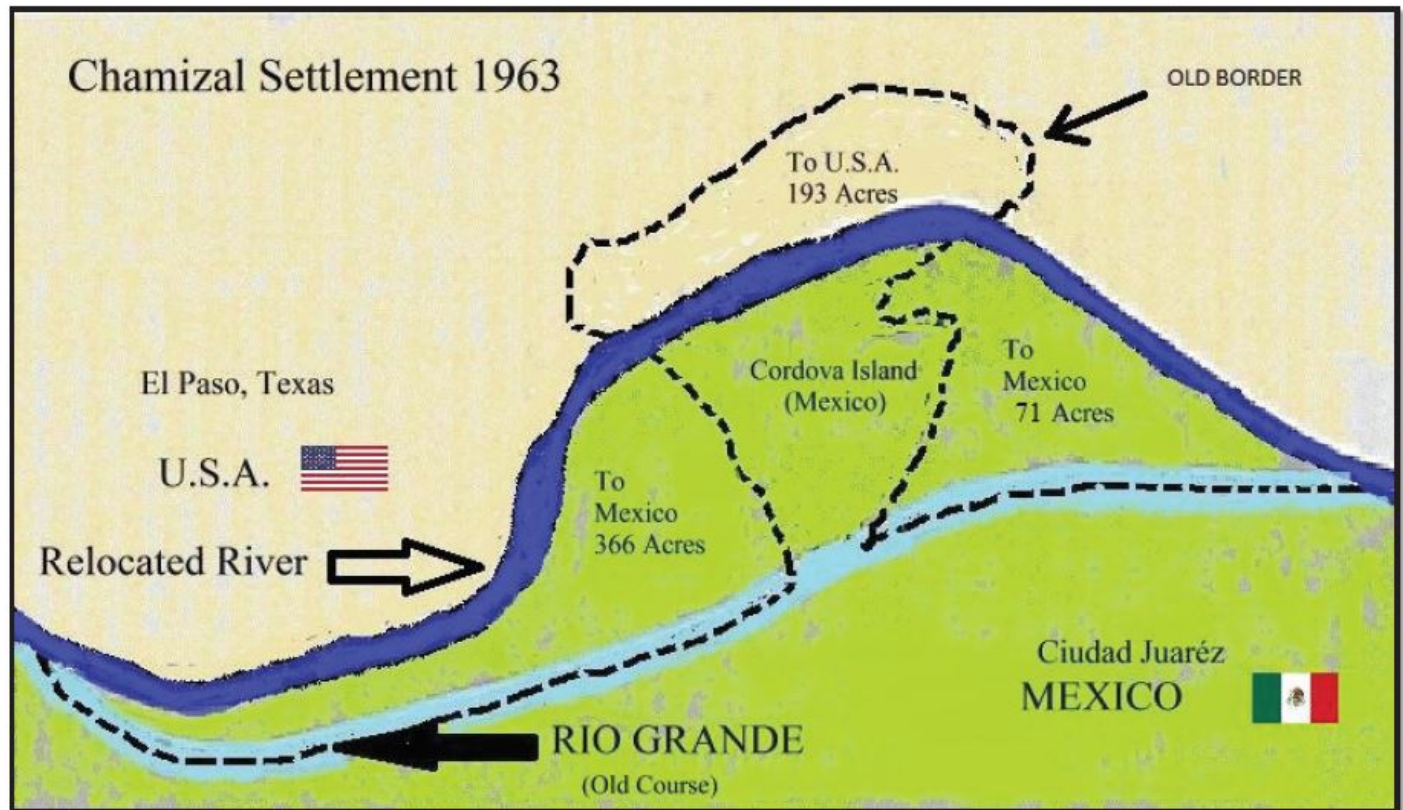 Chamizal Settlement 1963
OLD BORDER
To U.S.A.
193 Acres
El Paso, Texas
U.S.A.
Cordova Island
(Mexico)
To
Mexico
71 Acres
To
Mexico
366 Acres
Relocated River
Ciudad Juaréz
MEXICO
RIO GRANDE
(Old Course)